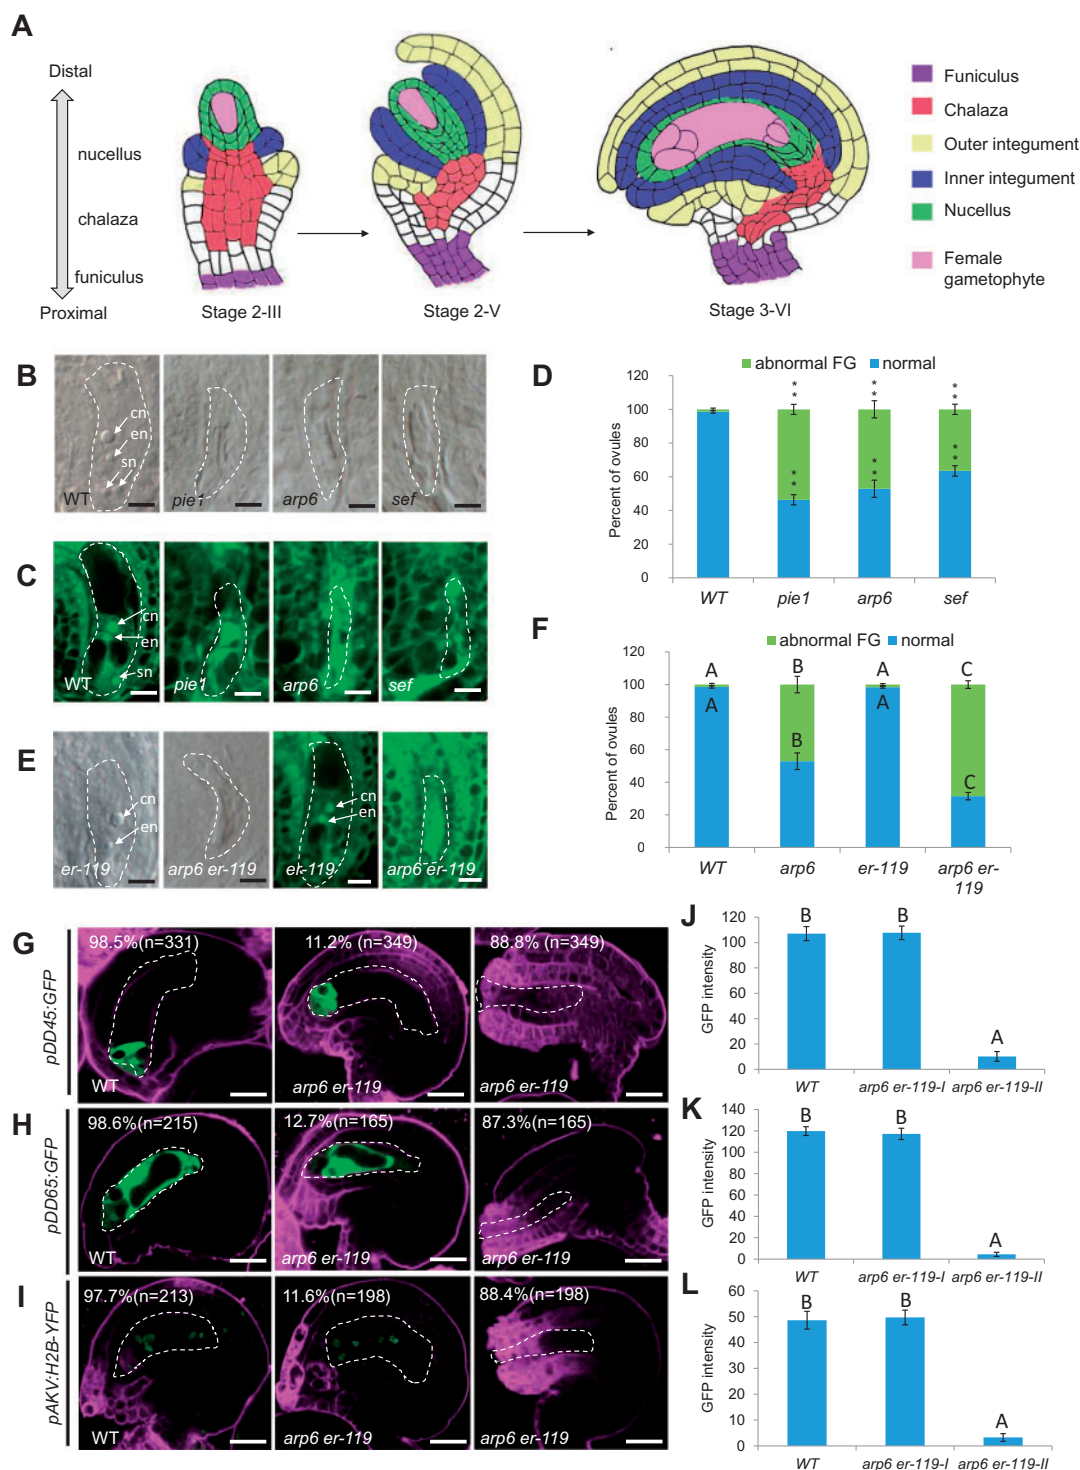 A
Distal
nucellus
chalaza
funiculus
Proximal
Stage 2-III
Stage 2-V
Stage 3-VI
Funiculus
Chalaza
Outer integument
Inner integument
Nucellus
Female
gametophyte
B
cn
en
sn
WT
pie1
arp6
sef
C
cn
en
sn
WT
pie1
arp6
sef
D
abnormal FG
normal
Percent of ovules
120
100
80
60
40
20
0
**
**
**
**
**
**
WT
pie1
arp6
sef
E
cn
en
er-119
arp6 er-119
cn
en
er-119
arp6 er-119
F
abnormal FG
normal
Percent of ovules
120
100
80
60
40
20
0
A
A
B
B
A
A
C
C
WT
arp6
er-119
arp6 er-
119
G
pDD45:GFP
98.5%(n=331)
WT
11.2% (n=349)
arp6 er-119
88.8% (n=349)
arp6 er-119
H
pDD65:GFP
98.6%(n=215)
WT
12.7%(n=165)
arp6 er-119
87.3%(n=165)
arp6 er-119
I
pAKV:H2B-YFP
97.7%(n=213)
WT
11.6%(n=198)
arp6 er-119
88.4%(n=198)
arp6 er-119
J
GFP intensity
120
100
80
60
40
20
0
B
B
A
WT
arp6 er-119-I
arp6 er-119-II
K
GFP intensity
140
120
100
80
60
40
20
0
B
B
A
WT
arp6 er-119-I
arp6 er-119-II
L
GFP intensity
60
50
40
30
20
10
0
B
B
A
WT
arp6 er-119-I
arp6 er-119-II